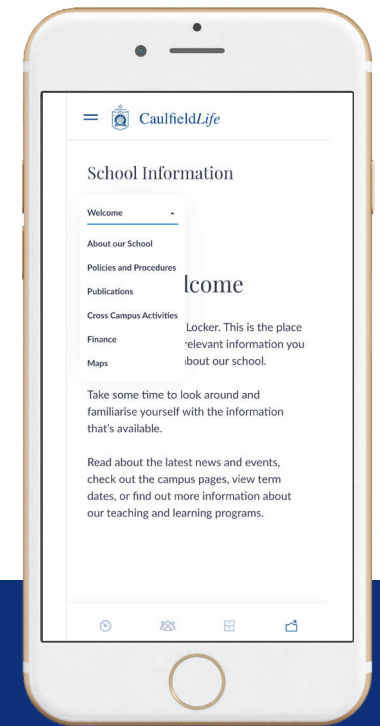 CaulfieldLife
School Information
Welcome
About our School
Policies and Procedures
Publications
Cross Campus Activities
Finance
Maps
lcome
Locker. This is the place
relevant information you
bout our school.
Take some time to look around and
familiarise yourself with the information
that's available.
Read about the latest news and events,
check out the campus pages, view term
dates, or find out more information about
our teaching and learning programs.